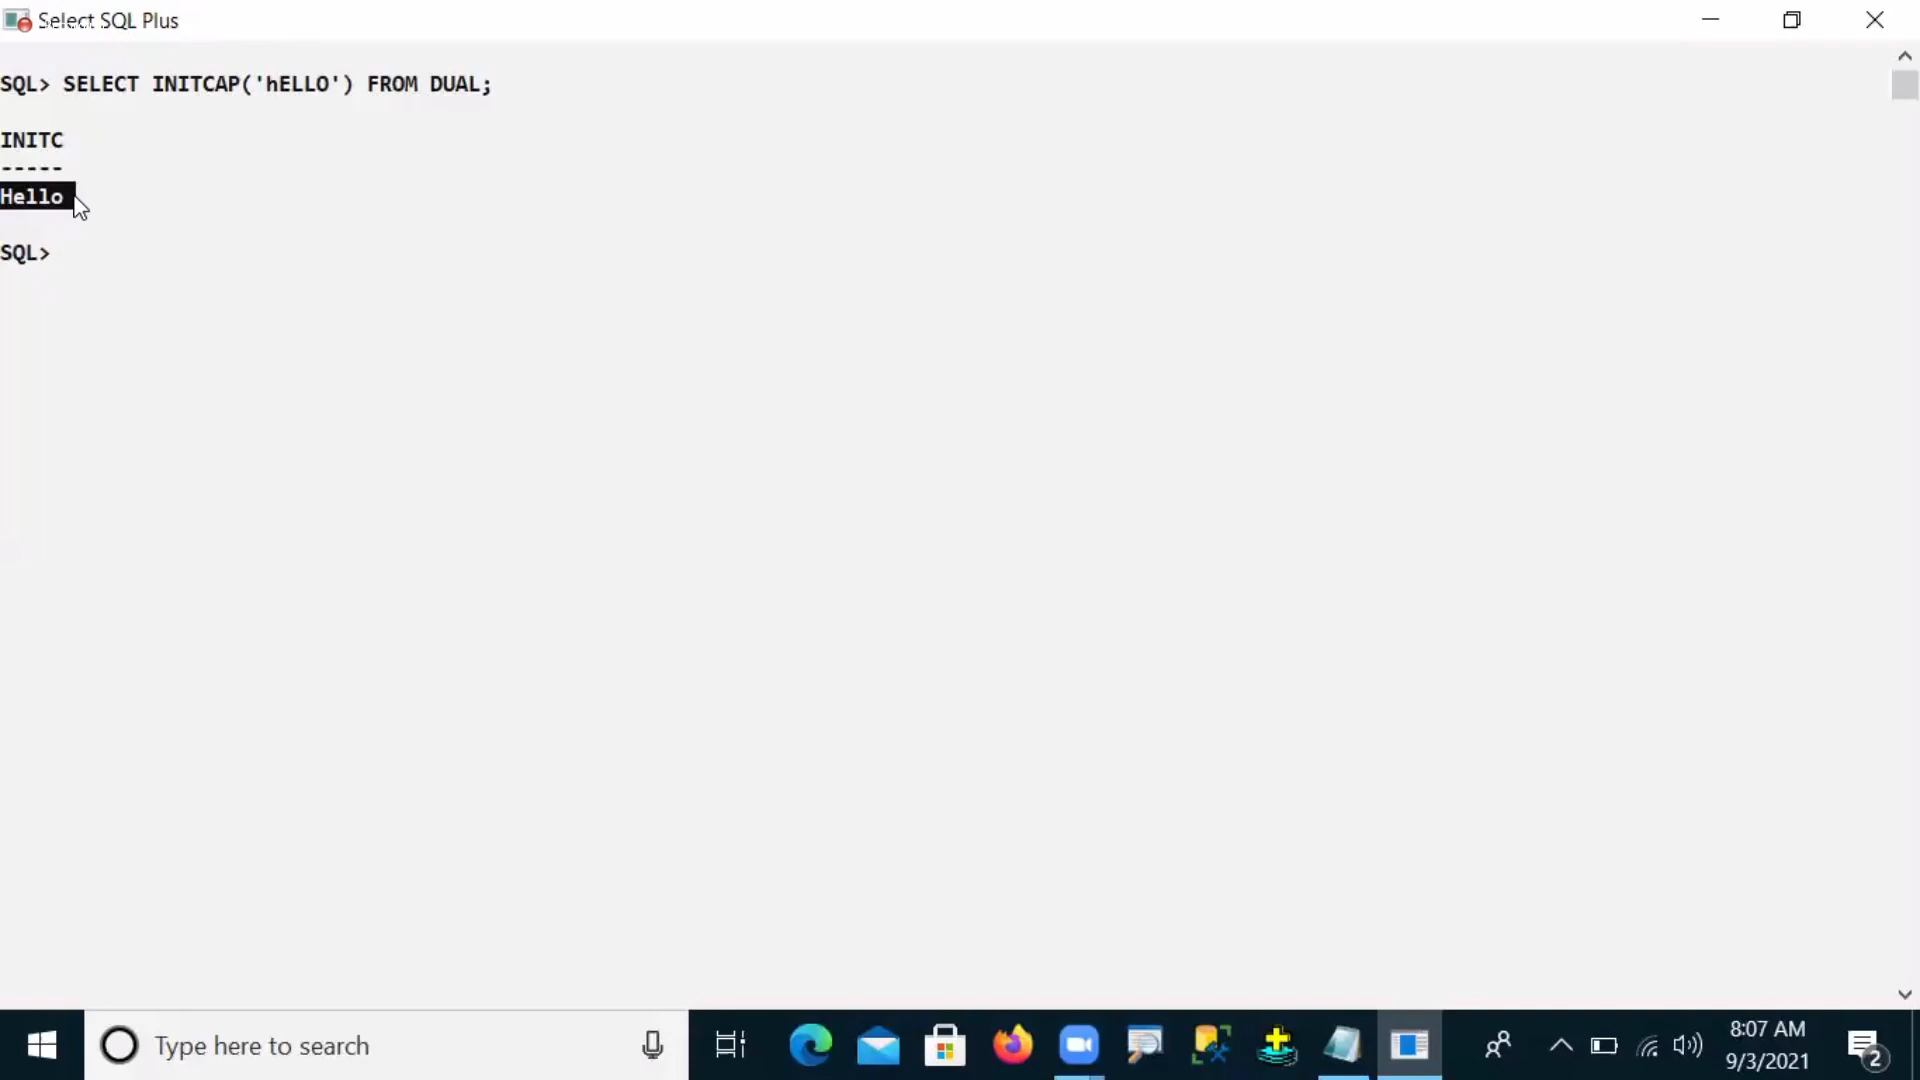 Select SQL Plus
SQL> SELECT INITCAP('hELLO') FROM DUAL;
INITC
-----
Hello
SQL>
Type here to search
8:07 AM
9/3/2021
2